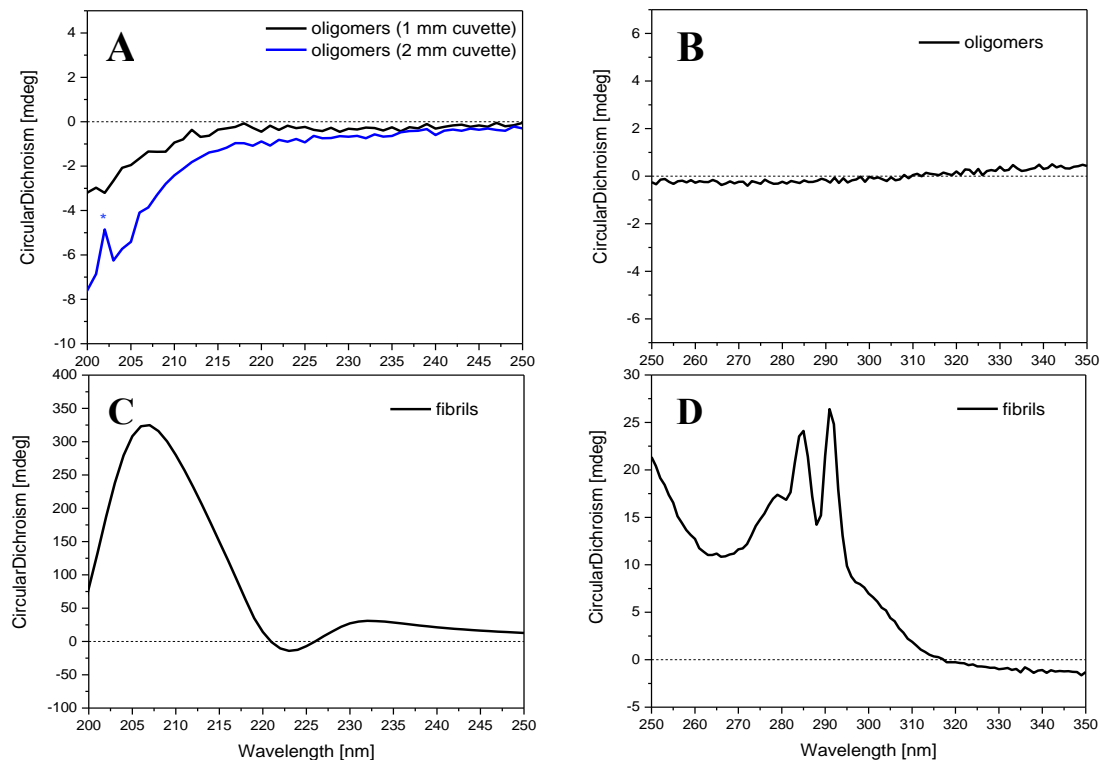 A
oligomers (1 mm cuvette)
oligomers (2 mm cuvette)
CircularDichroism [mdeg]
4
2
0
-2
-4
-6
-8
-10
*
200 205 210 215 220 225 230 235 240 245 250
B
oligomers
CircularDichroism [mdeg]
6
4
2
0
-2
-4
-6
250 260 270 280 290 300 310 320 330 340 350
C
fibrils
CircularDichroism [mdeg]
400
350
300
250
200
150
100
50
0
-50
-100
200 205 210 215 220 225 230 235 240 245 250
Wavelength [nm]
D
fibrils
CircularDichroism [mdeg]
30
25
20
15
10
5
0
-5
250 260 270 280 290 300 310 320 330 340 350
Wavelength [nm]